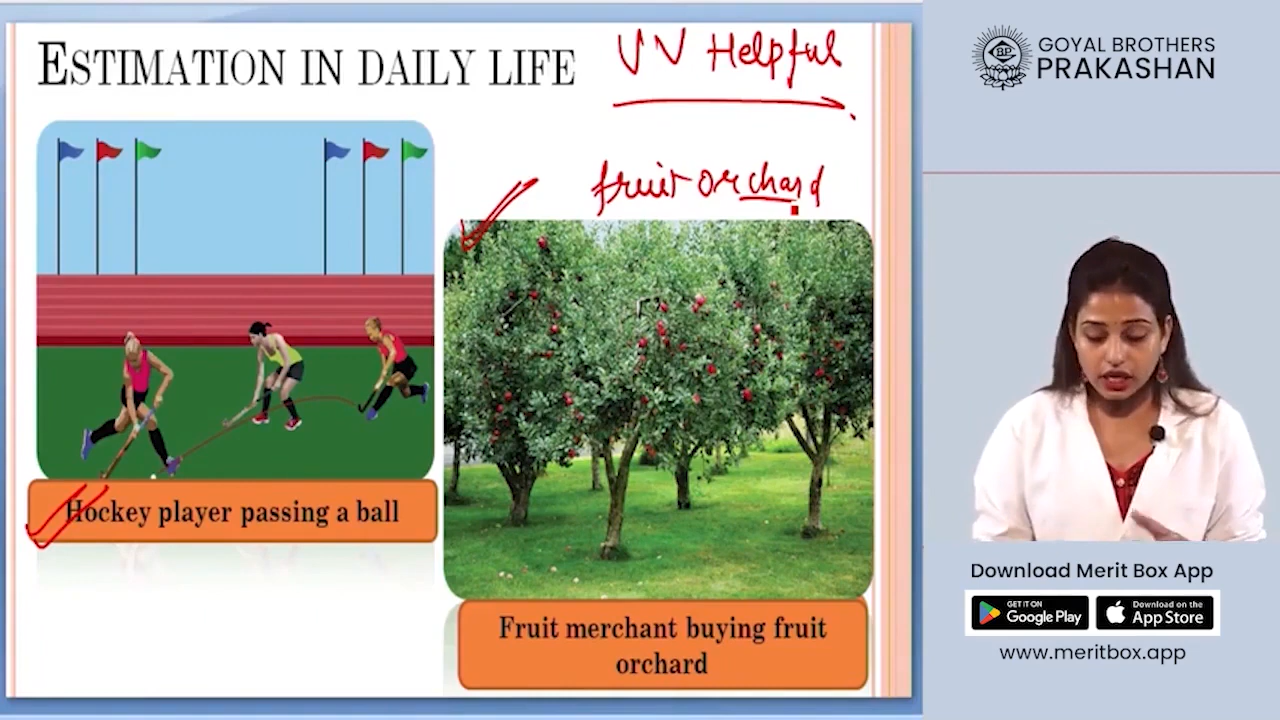 ESTIMATION IN DAILY LIFE
VV Helpful
fruit orchard
Hockey player passing a ball
Fruit merchant buying fruit
orchard
BP
GOYAL BROTHERS
PRAKASHAN
Download Merit Box App
GET IT ON
Google Play
Download on the
App Store
www.meritbox.app